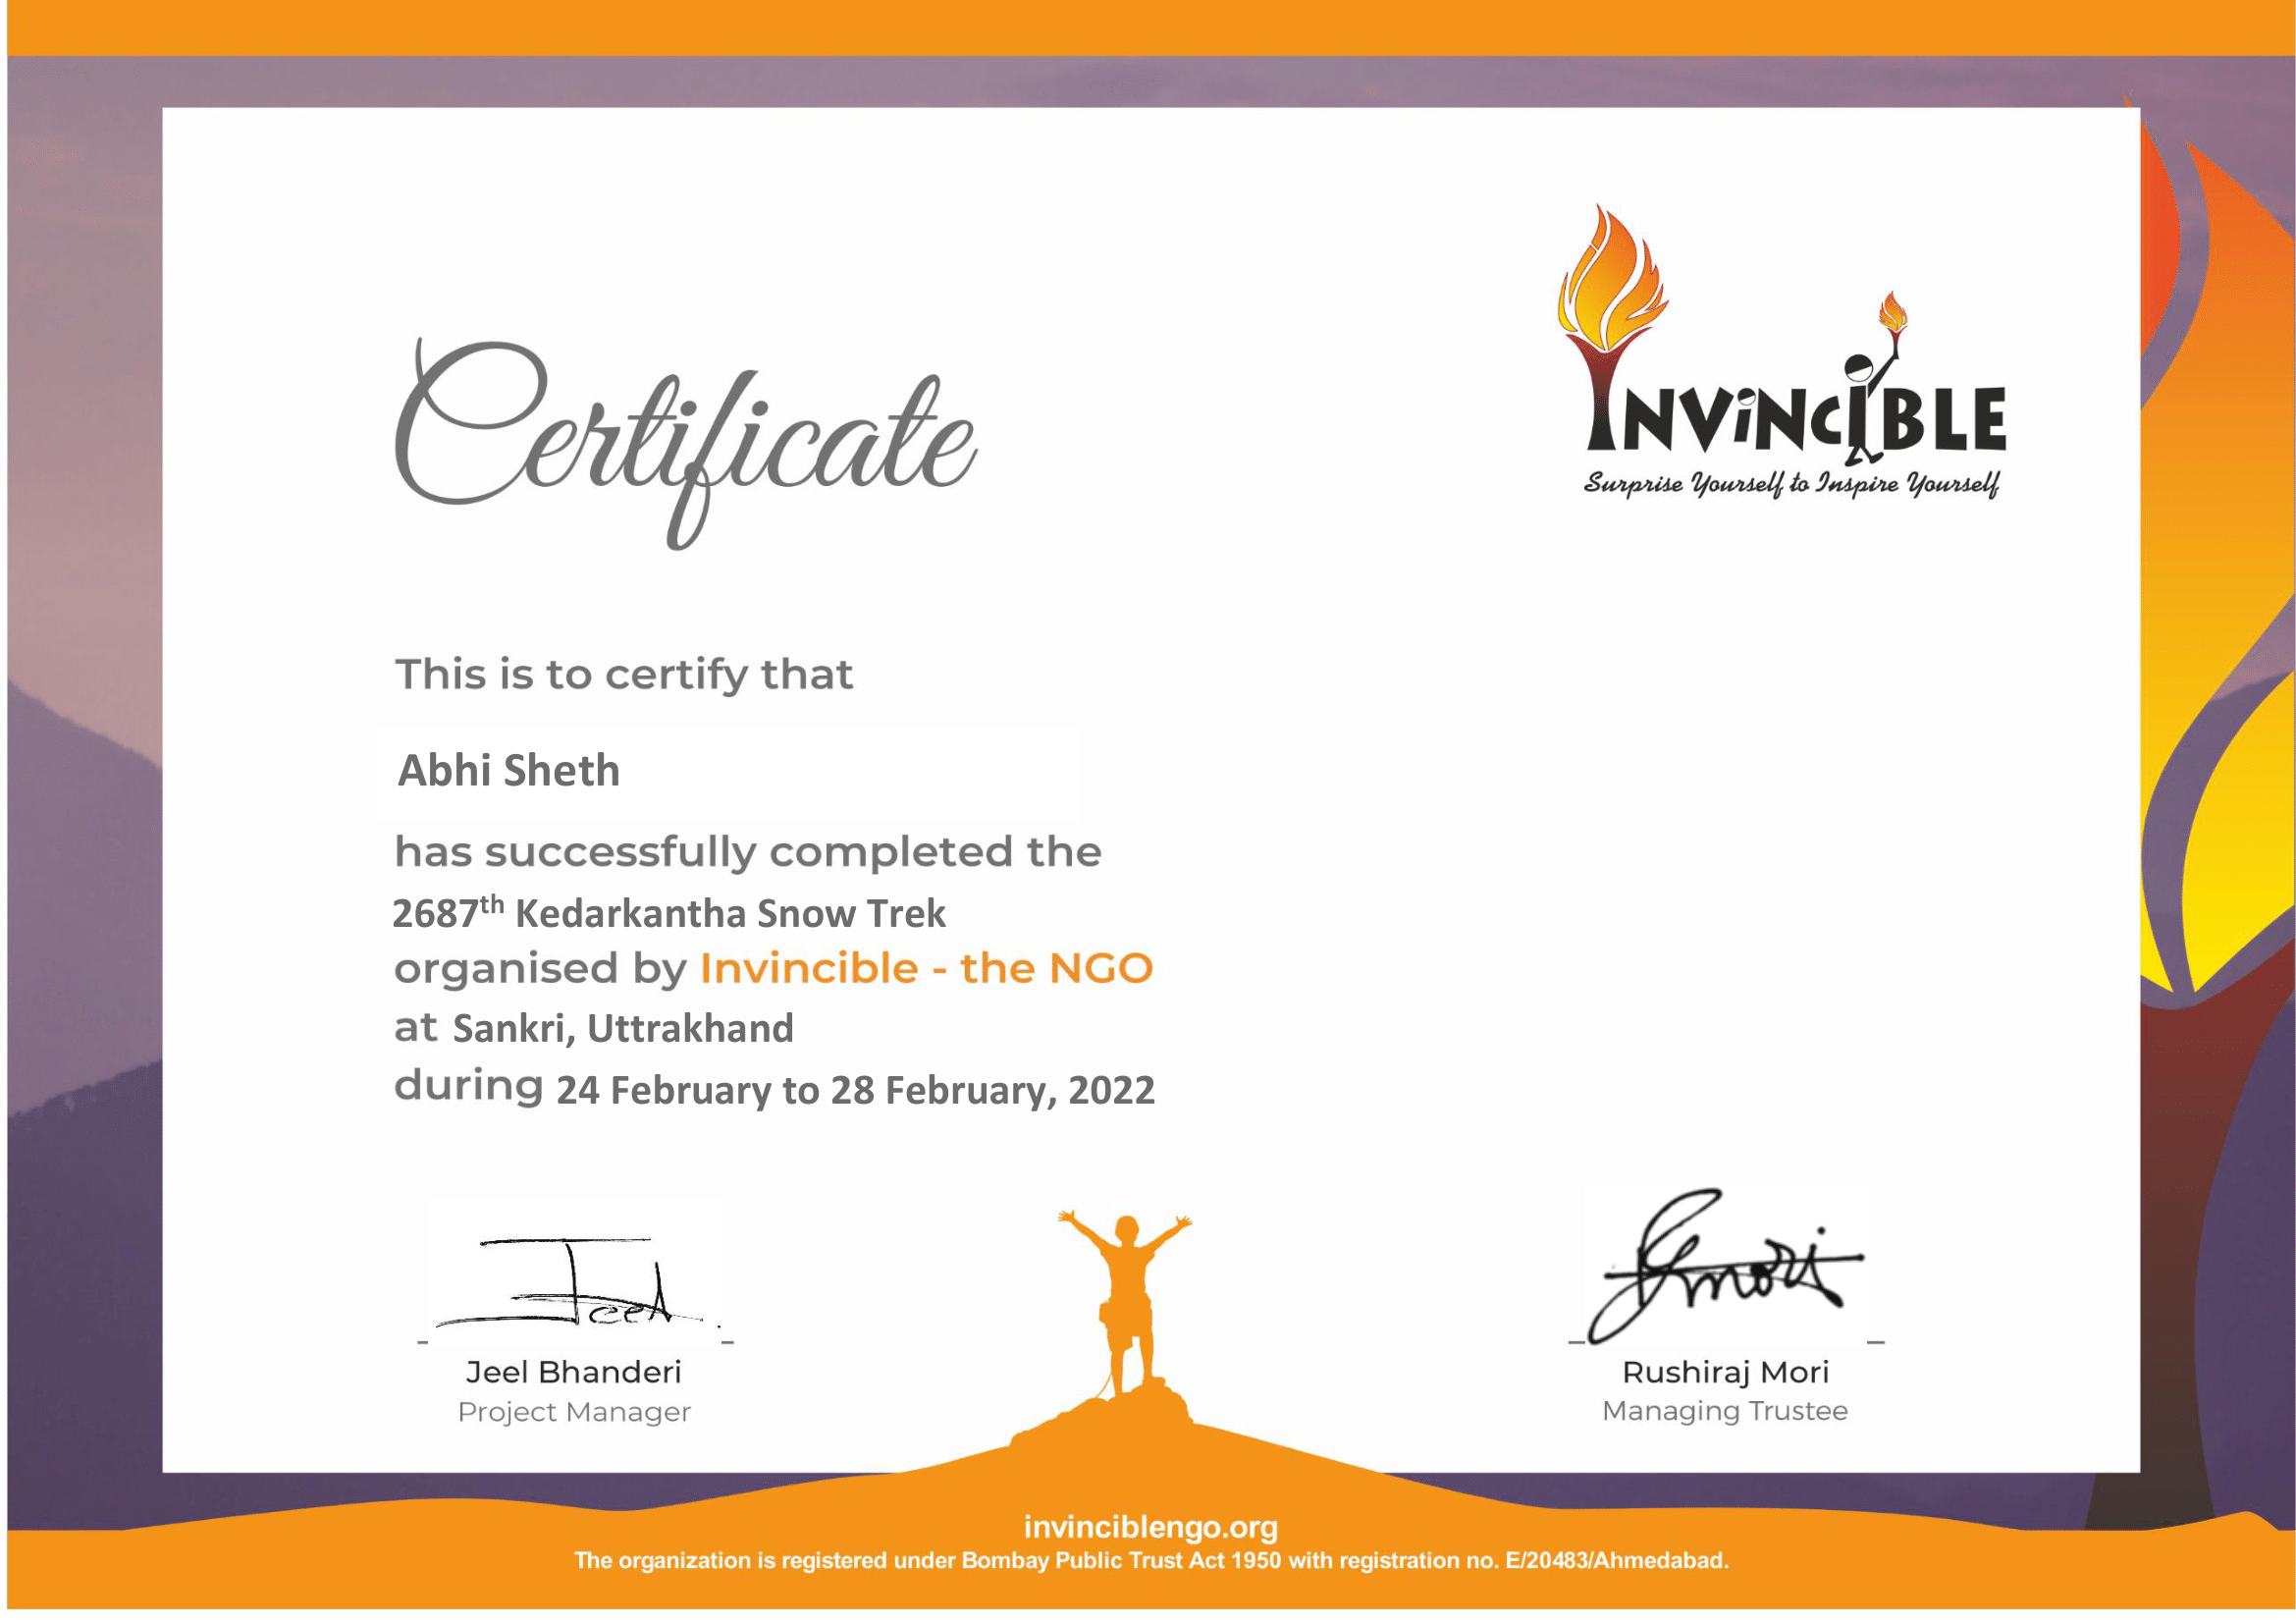 INViNCiBLE
Surprise Yourself to Inspire Yourself
Certificate
This is to certify that
Abhi Sheth
has successfully completed the
2687th Kedarkantha Snow Trek
organised by Invincible - the NGO
at Sankri, Uttrakhand
during 24 February to 28 February, 2022
Jeel
Jeel Bhanderi
Project Manager
Rmori
Rushiraj Mori
Managing Trustee
invinciblengo.org
The organization is registered under Bombay Public Trust Act 1950 with registration no. E/20483/Ahmedabad.